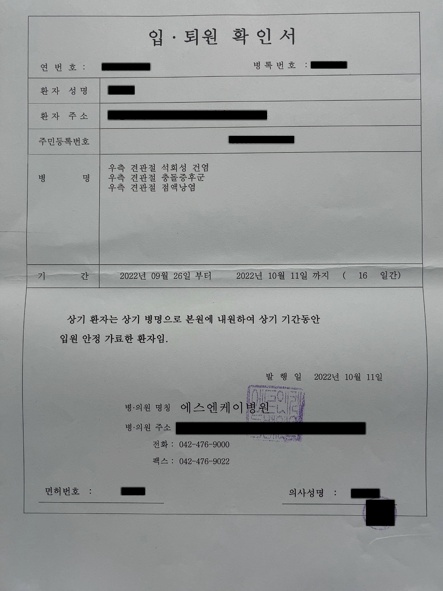 입 · 퇴원 확인서
연 번 호 :
병록번호 :
환자 성명
환자 주소
주민등록번호
병 명
우측 견관절 석회성 건염
우측 견관절 충돌증후군
우측 견관절 점액낭염
기 간 2022년 09월 26일 부터 2022년 10월 11일 까지 ( 16 일간)
상기 환자는 상기 병명으로 본원에 내원하여 상기 기간동안
입원 안정 가료한 환자임.
발 행 일 2022년 10월 11일
병·의원 명칭 에스엔케이병원
병·의원 주소
전화 : 042-476-9000
팩스 : 042-476-9022
면허번호 :
의사성명 :